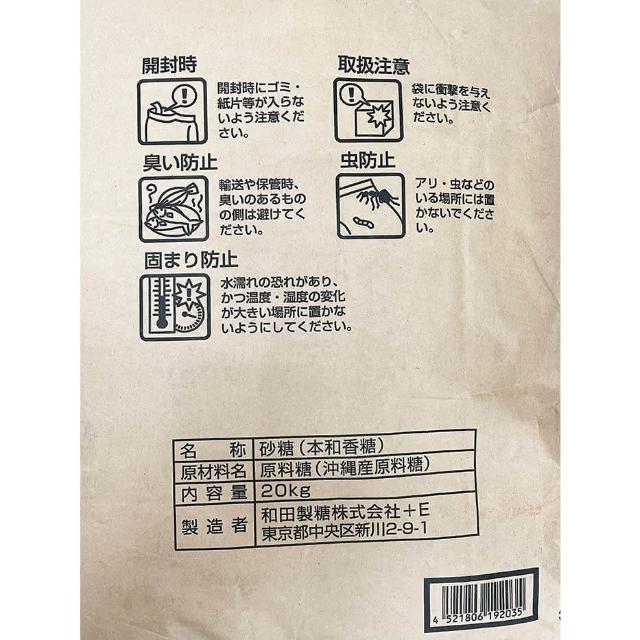 開封時
開封時にゴミ・
紙片等が入らな
いよう注意くだ
さい。
取扱注意
袋に衝撃を与え
ないよう注意く
ださい。
臭い防止
輸送や保管時、
臭いのあるもの
の側は避けてく
ださい。
虫防止
アリ・虫などの
いる場所には置
かないでくださ
い。
固まり防止
水濡れの恐れがあり、
かつ温度・湿度の変化
が大きい場所に置かな
いようにしてください。
名称 砂糖(本和香糖)
原材料名 原料糖(沖縄産原料糖)
内容量 20kg
製造者 和田製糖株式会社+E
東京都中央区新川2-9-1
4 521806 192035